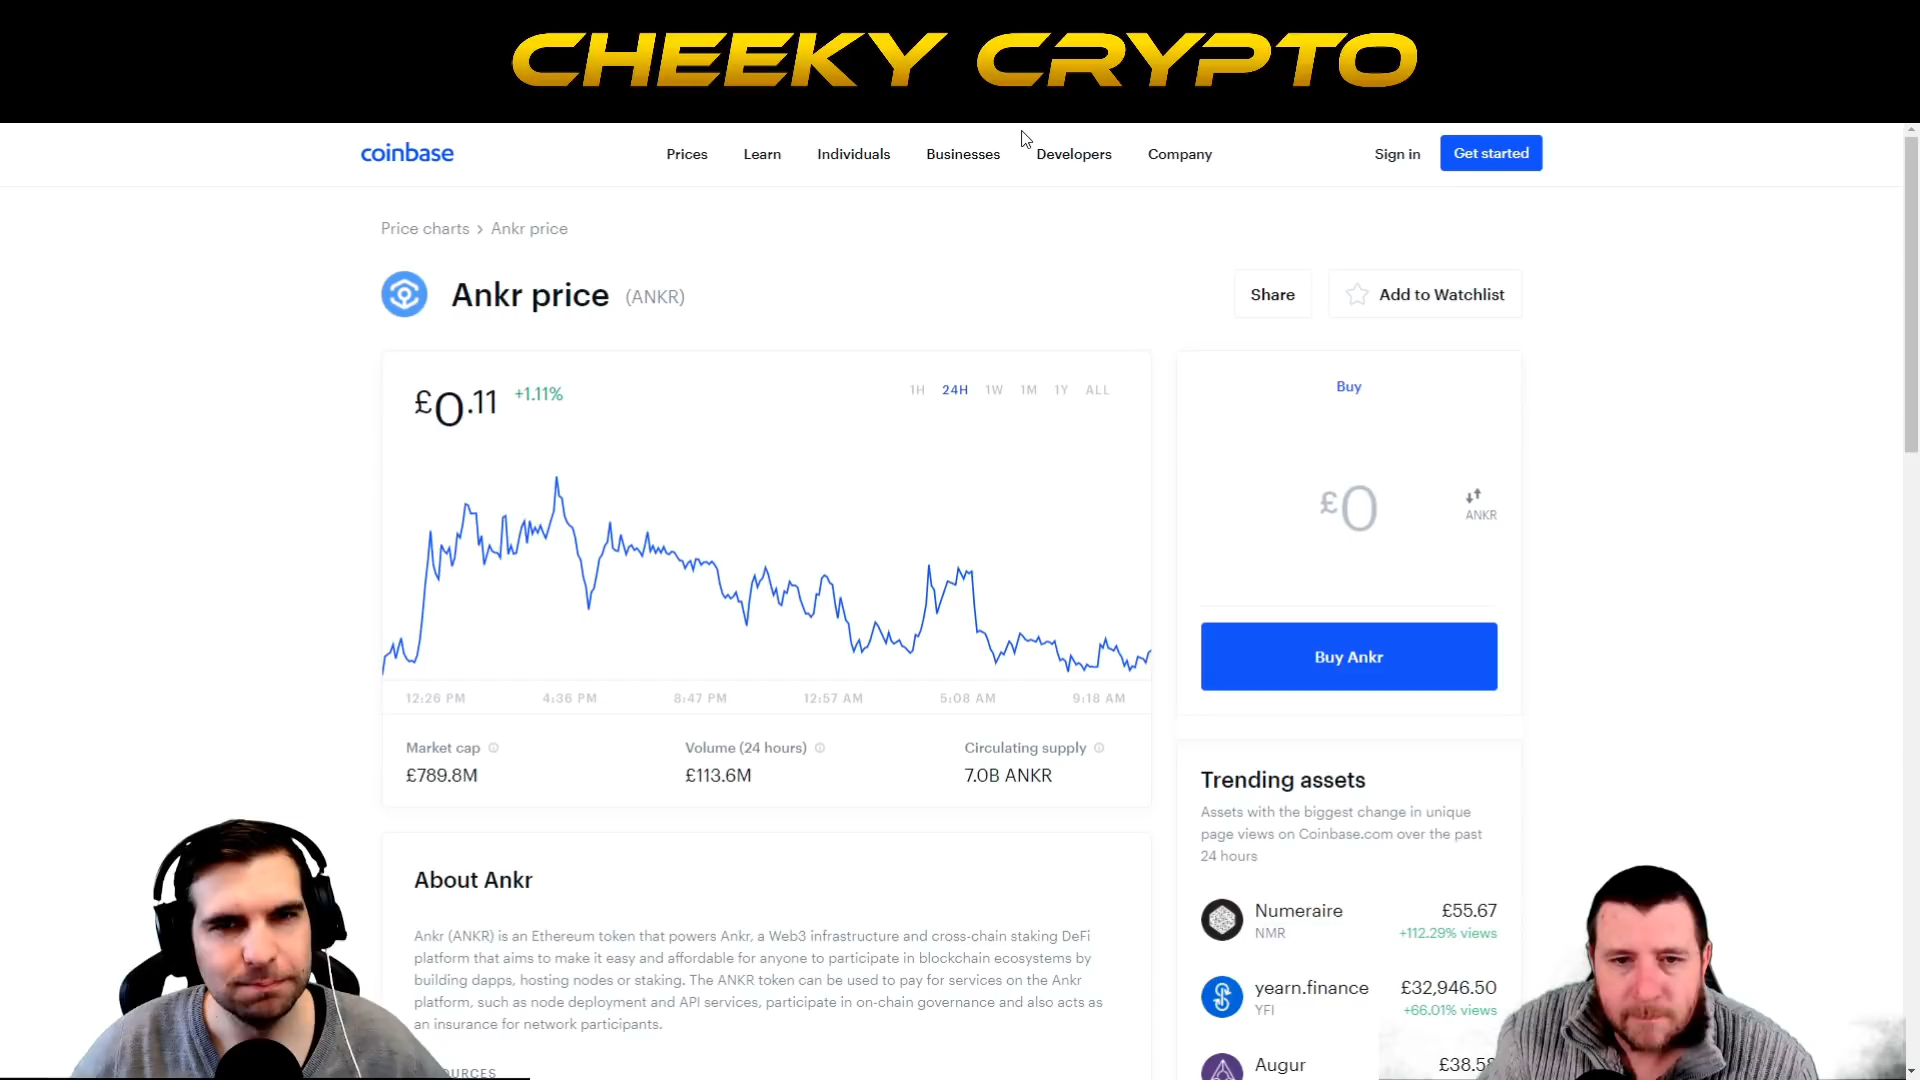 CHEEKY CRYPTO
coinbase
Prices
Learn
Individuals
Businesses
Developers
Company
Sign in
Get started
Price charts > Ankr price
Ankr price (ANKR)
Share
Add to Watchlist
£0.11 +1.11%
1H 24H 1W 1M 1Y ALL
12:26 PM 4:36 PM 8:47 PM 12:57 AM 5:08 AM 9:18 AM
Market cap
£789.8M
Volume (24 hours)
£113.6M
Circulating supply
7.0B ANKR
Buy
£0
ANKR
Buy Ankr
About Ankr
Ankr (ANKR) is an Ethereum token that powers Ankr, a Web3 infrastructure and cross-chain staking DeFi
platform that aims to make it easy and affordable for anyone to participate in blockchain ecosystems by
building dapps, hosting nodes or staking. The ANKR token can be used to pay for services on the Ankr
platform, such as node deployment and API services, participate in on-chain governance and also acts as
an insurance for network participants.
Trending assets
Assets with the biggest change in unique
page views on Coinbase.com over the past
24 hours
Numeraire £55.67
NMR +112.29% views
yearn.finance £32,946.50
YFI +66.01% views
Augur